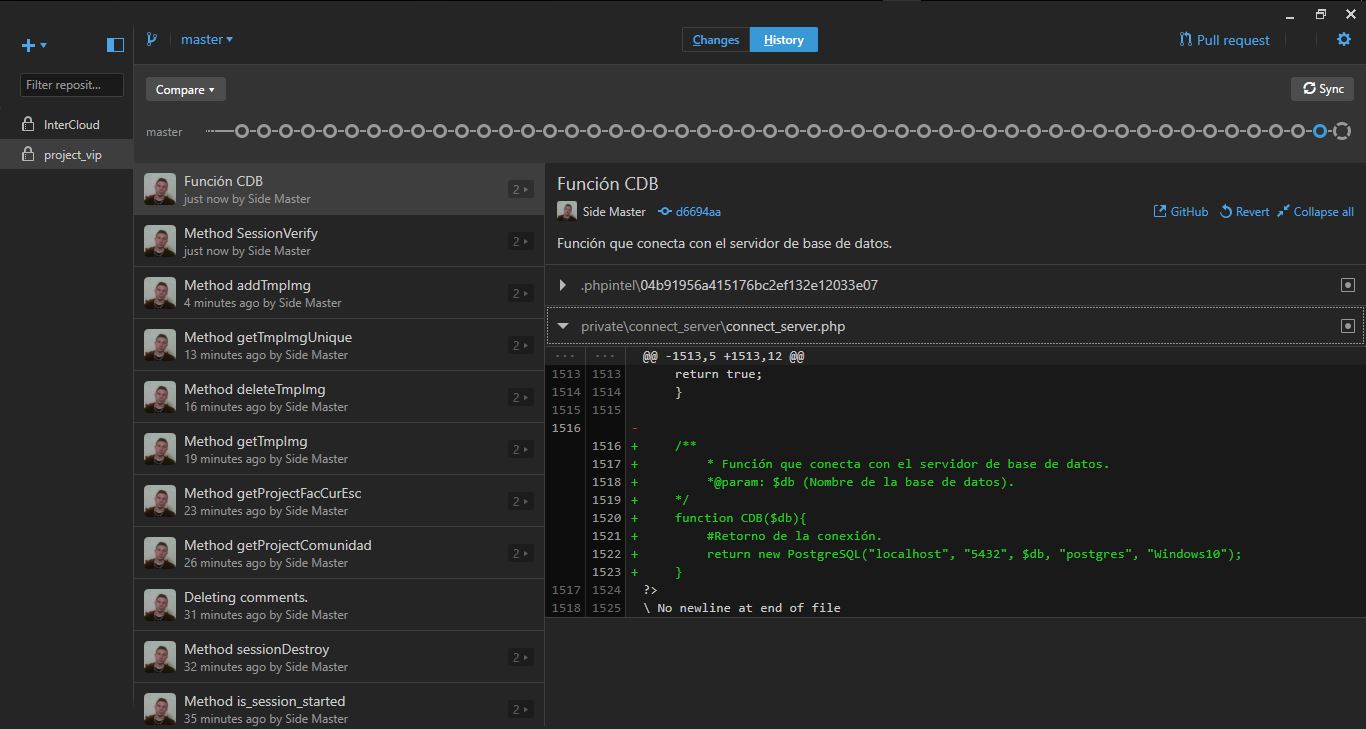 master
Changes
History
Pull request
Filter reposit...
Compare
Sync
InterCloud
project_vip
master
Función CDB
just now by Side Master
2
Method SessionVerify
just now by Side Master
2
Method addTmpImg
4 minutes ago by Side Master
2
Method getTmpImgUnique
13 minutes ago by Side Master
2
Method deleteTmpImg
16 minutes ago by Side Master
2
Method getTmpImg
19 minutes ago by Side Master
2
Method getProjectFacCurEsc
23 minutes ago by Side Master
2
Method getProjectComunidad
26 minutes ago by Side Master
2
Deleting comments.
31 minutes ago by Side Master
Method sessionDestroy
32 minutes ago by Side Master
2
Method is_session_started
35 minutes ago by Side Master
2
Función CDB
Side Master d6694aa
GitHub Revert Collapse all
Función que conecta con el servidor de base de datos.
.phpintel\04b91956a415176bc2ef132e12033e07
private\connect_server\connect_server.php
... ... @@ -1513,5 +1513,12 @@
1513 1513 return true;
1514 1514 }
1515 1515
1516 -
1516 + /**
1517 + * Función que conecta con el servidor de base de datos.
1518 + *@param: $db (Nombre de la base de datos).
1519 + */
1520 + function CDB($db){
1521 + #Retorno de la conexión.
1522 + return new PostgreSQL("localhost", "5432", $db, "postgres", "Windows10");
1523 + }
1517 1524 ?>
1518 1525 \ No newline at end of file